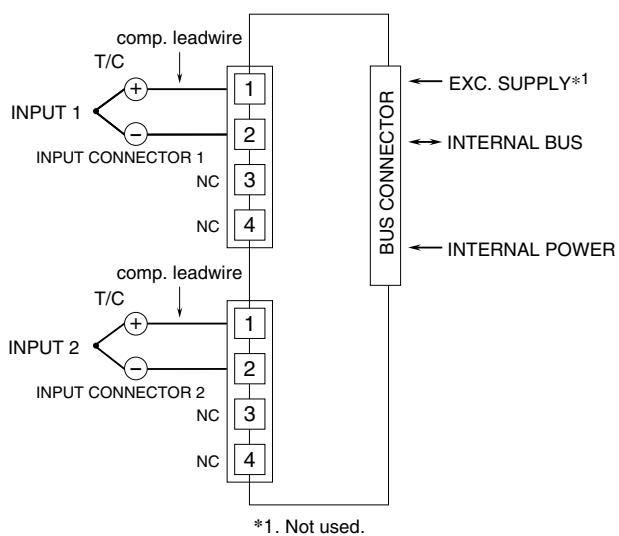 comp. leadwire
T/C
INPUT 1
+
−
INPUT CONNECTOR 1
1
2
NC 3
NC 4
BUS CONNECTOR
EXC. SUPPLY*1
INTERNAL BUS
INTERNAL POWER
comp. leadwire
T/C
INPUT 2
+
−
INPUT CONNECTOR 2
1
2
NC 3
NC 4
*1. Not used.